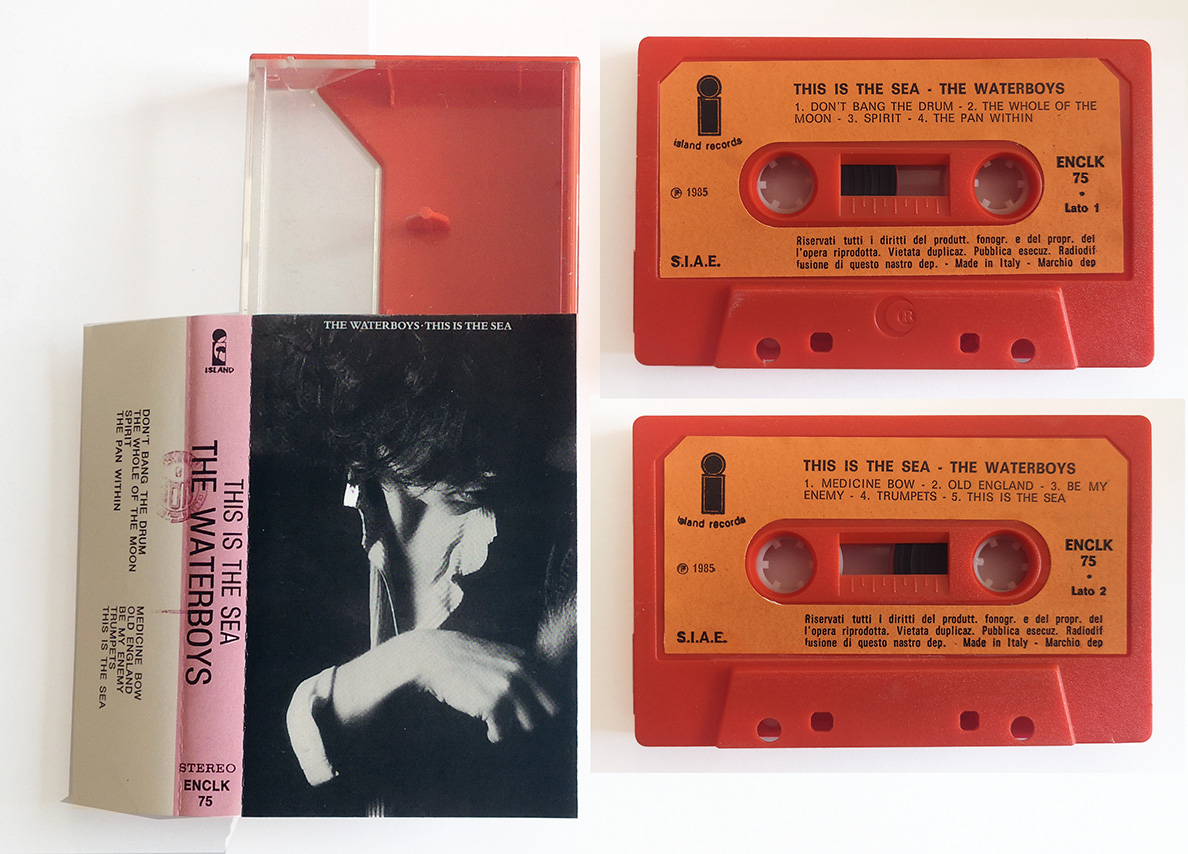 THE WATERBOYS · THIS IS THE SEA
ISLAND
THIS IS THE SEA
THE WATERBOYS
STEREO
ENCLK
75
DON'T BANG THE DRUM
THE WHOLE OF THE MOON
SPIRIT
THE PAN WITHIN
MEDICINE BOW
OLD ENGLAND
BE MY ENEMY
TRUMPETS
THIS IS THE SEA
THIS IS THE SEA - THE WATERBOYS
1. DON'T BANG THE DRUM - 2. THE WHOLE OF THE
MOON - 3. SPIRIT - 4. THE PAN WITHIN
island records
ENCLK
75
•
Lato 1
℗ 1985
Riservati tutti i diritti del produtt. fonogr. e del propr. del
l'opera riprodotta. Vietata duplicaz. Pubblica esecuz. Radiodif
fusione di questo nastro dep. - Made in Italy - Marchio dep
S.I.A.E.
R
THIS IS THE SEA - THE WATERBOYS
1. MEDICINE BOW - 2. OLD ENGLAND - 3. BE MY
ENEMY - 4. TRUMPETS - 5. THIS IS THE SEA
island records
ENCLK
75
•
Lato 2
℗ 1985
Riservati tutti i diritti del produtt. fonogr. e del propr. del
l'opera riprodotta. Vietata duplicaz. Pubblica esecuz. Radiodif
fusione di questo nastro dep. - Made in Italy - Marchio dep
S.I.A.E.